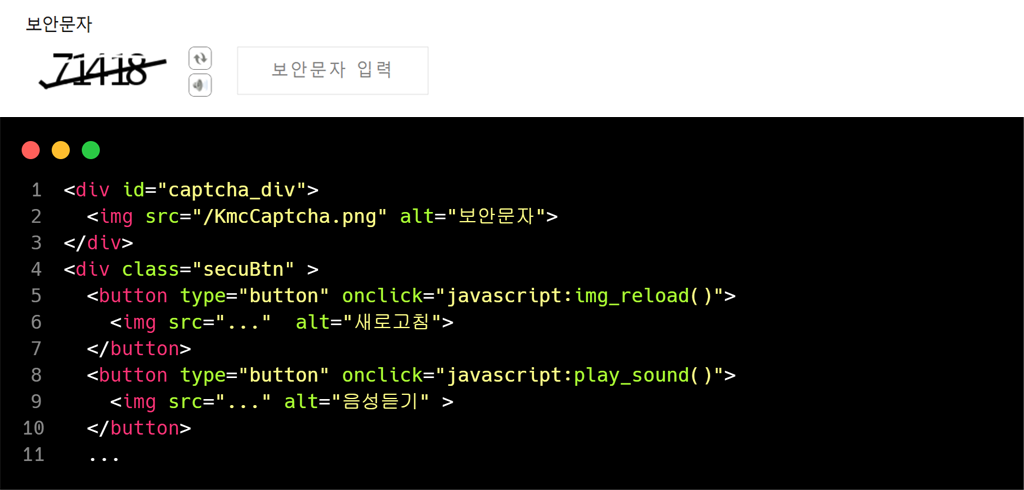 보안문자
71418
보안문자 입력
1 <div id="captcha_div">
2   <img src="/KmcCaptcha.png" alt="보안문자">
3 </div>
4 <div class="secuBtn" >
5   <button type="button" onclick="javascript:img_reload()">
6     <img src="..."  alt="새로고침">
7   </button>
8   <button type="button" onclick="javascript:play_sound()">
9     <img src="..." alt="음성듣기" >
10   </button>
11   ...